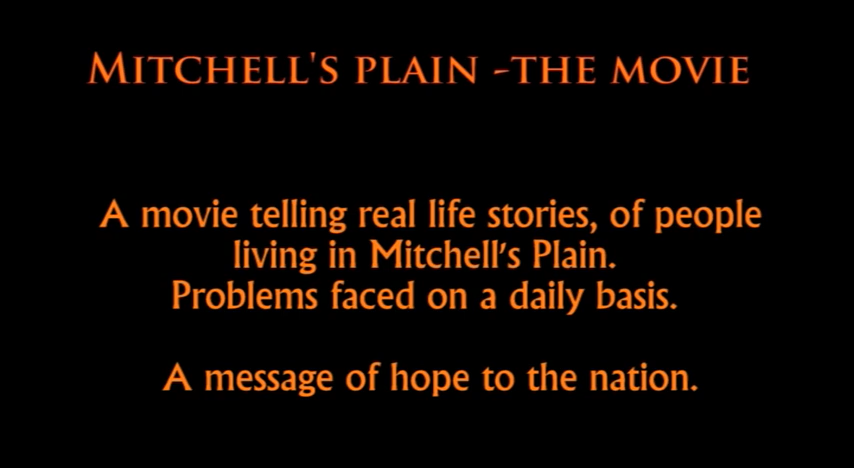 MITCHELL'S PLAIN -THE MOVIE
A movie telling real life stories, of people
living in Mitchell's Plain.
Problems faced on a daily basis.
A message of hope to the nation.